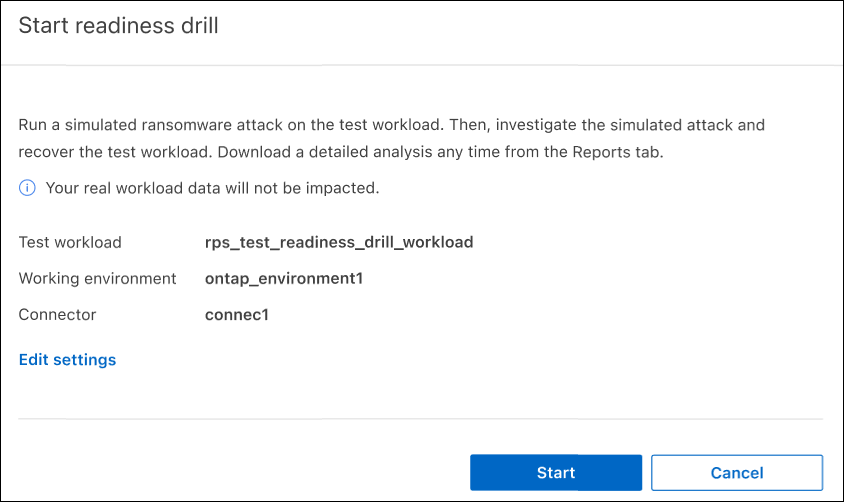 Start readiness drill
Run a simulated ransomware attack on the test workload. Then, investigate the simulated attack and
recover the test workload. Download a detailed analysis any time from the Reports tab.
Your real workload data will not be impacted.
Test workload rps_test_readiness_drill_workload
Working environment ontap_environment1
Connector connec1
Edit settings
Start Cancel